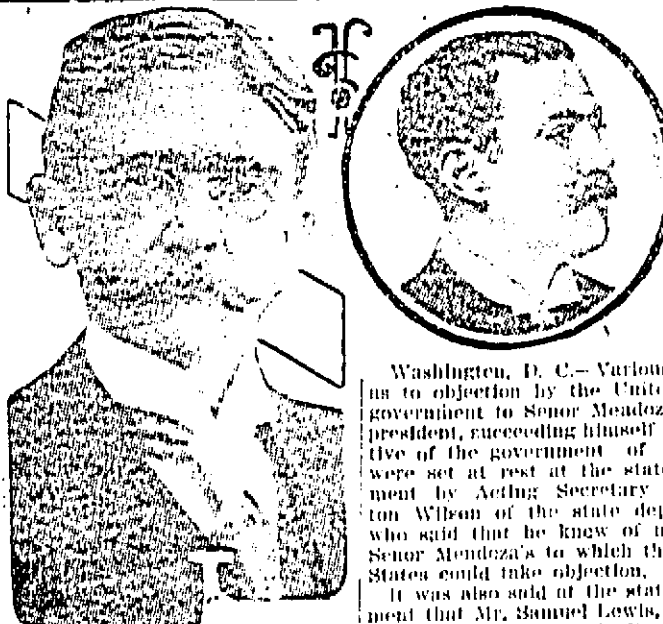 Washington, D. C.— Variou
as to objection by the Unite
government to Senor Mendoz
president, succeeding himself
tive of the government of
were set at rest at the state
ment by Acting Secretary
ton Wilson of the state dep
who said that he knew of n
Senor Mendoza's to which th
States could take objection.
It was also said at the stat
ment that Mr. Samuel Lewis,